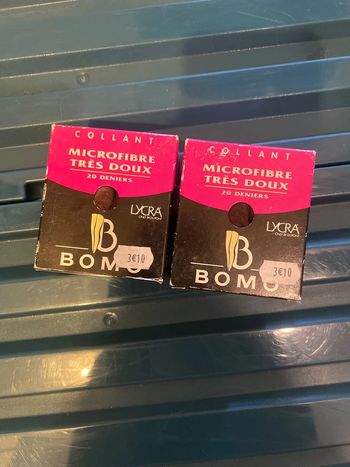 COLLANT
MICROFIBRE
TRÈS DOUX
20 DENIERS
LYCRA
B
BOMO
3€10
COLLANT
MICROFIBRE
TRÈS DOUX
20 DENIERS
LYCRA
B
BOMO
3€10